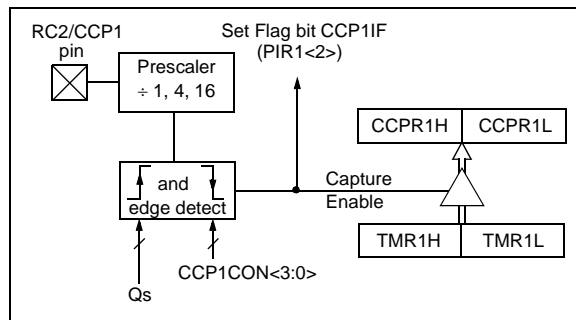 RC2/CCP1
pin
Set Flag bit CCP1IF
(PIR1<2>)
Prescaler
÷ 1, 4, 16
CCPR1H
CCPR1L
and
edge detect
Capture
Enable
TMR1H
TMR1L
CCP1CON<3:0>
Qs